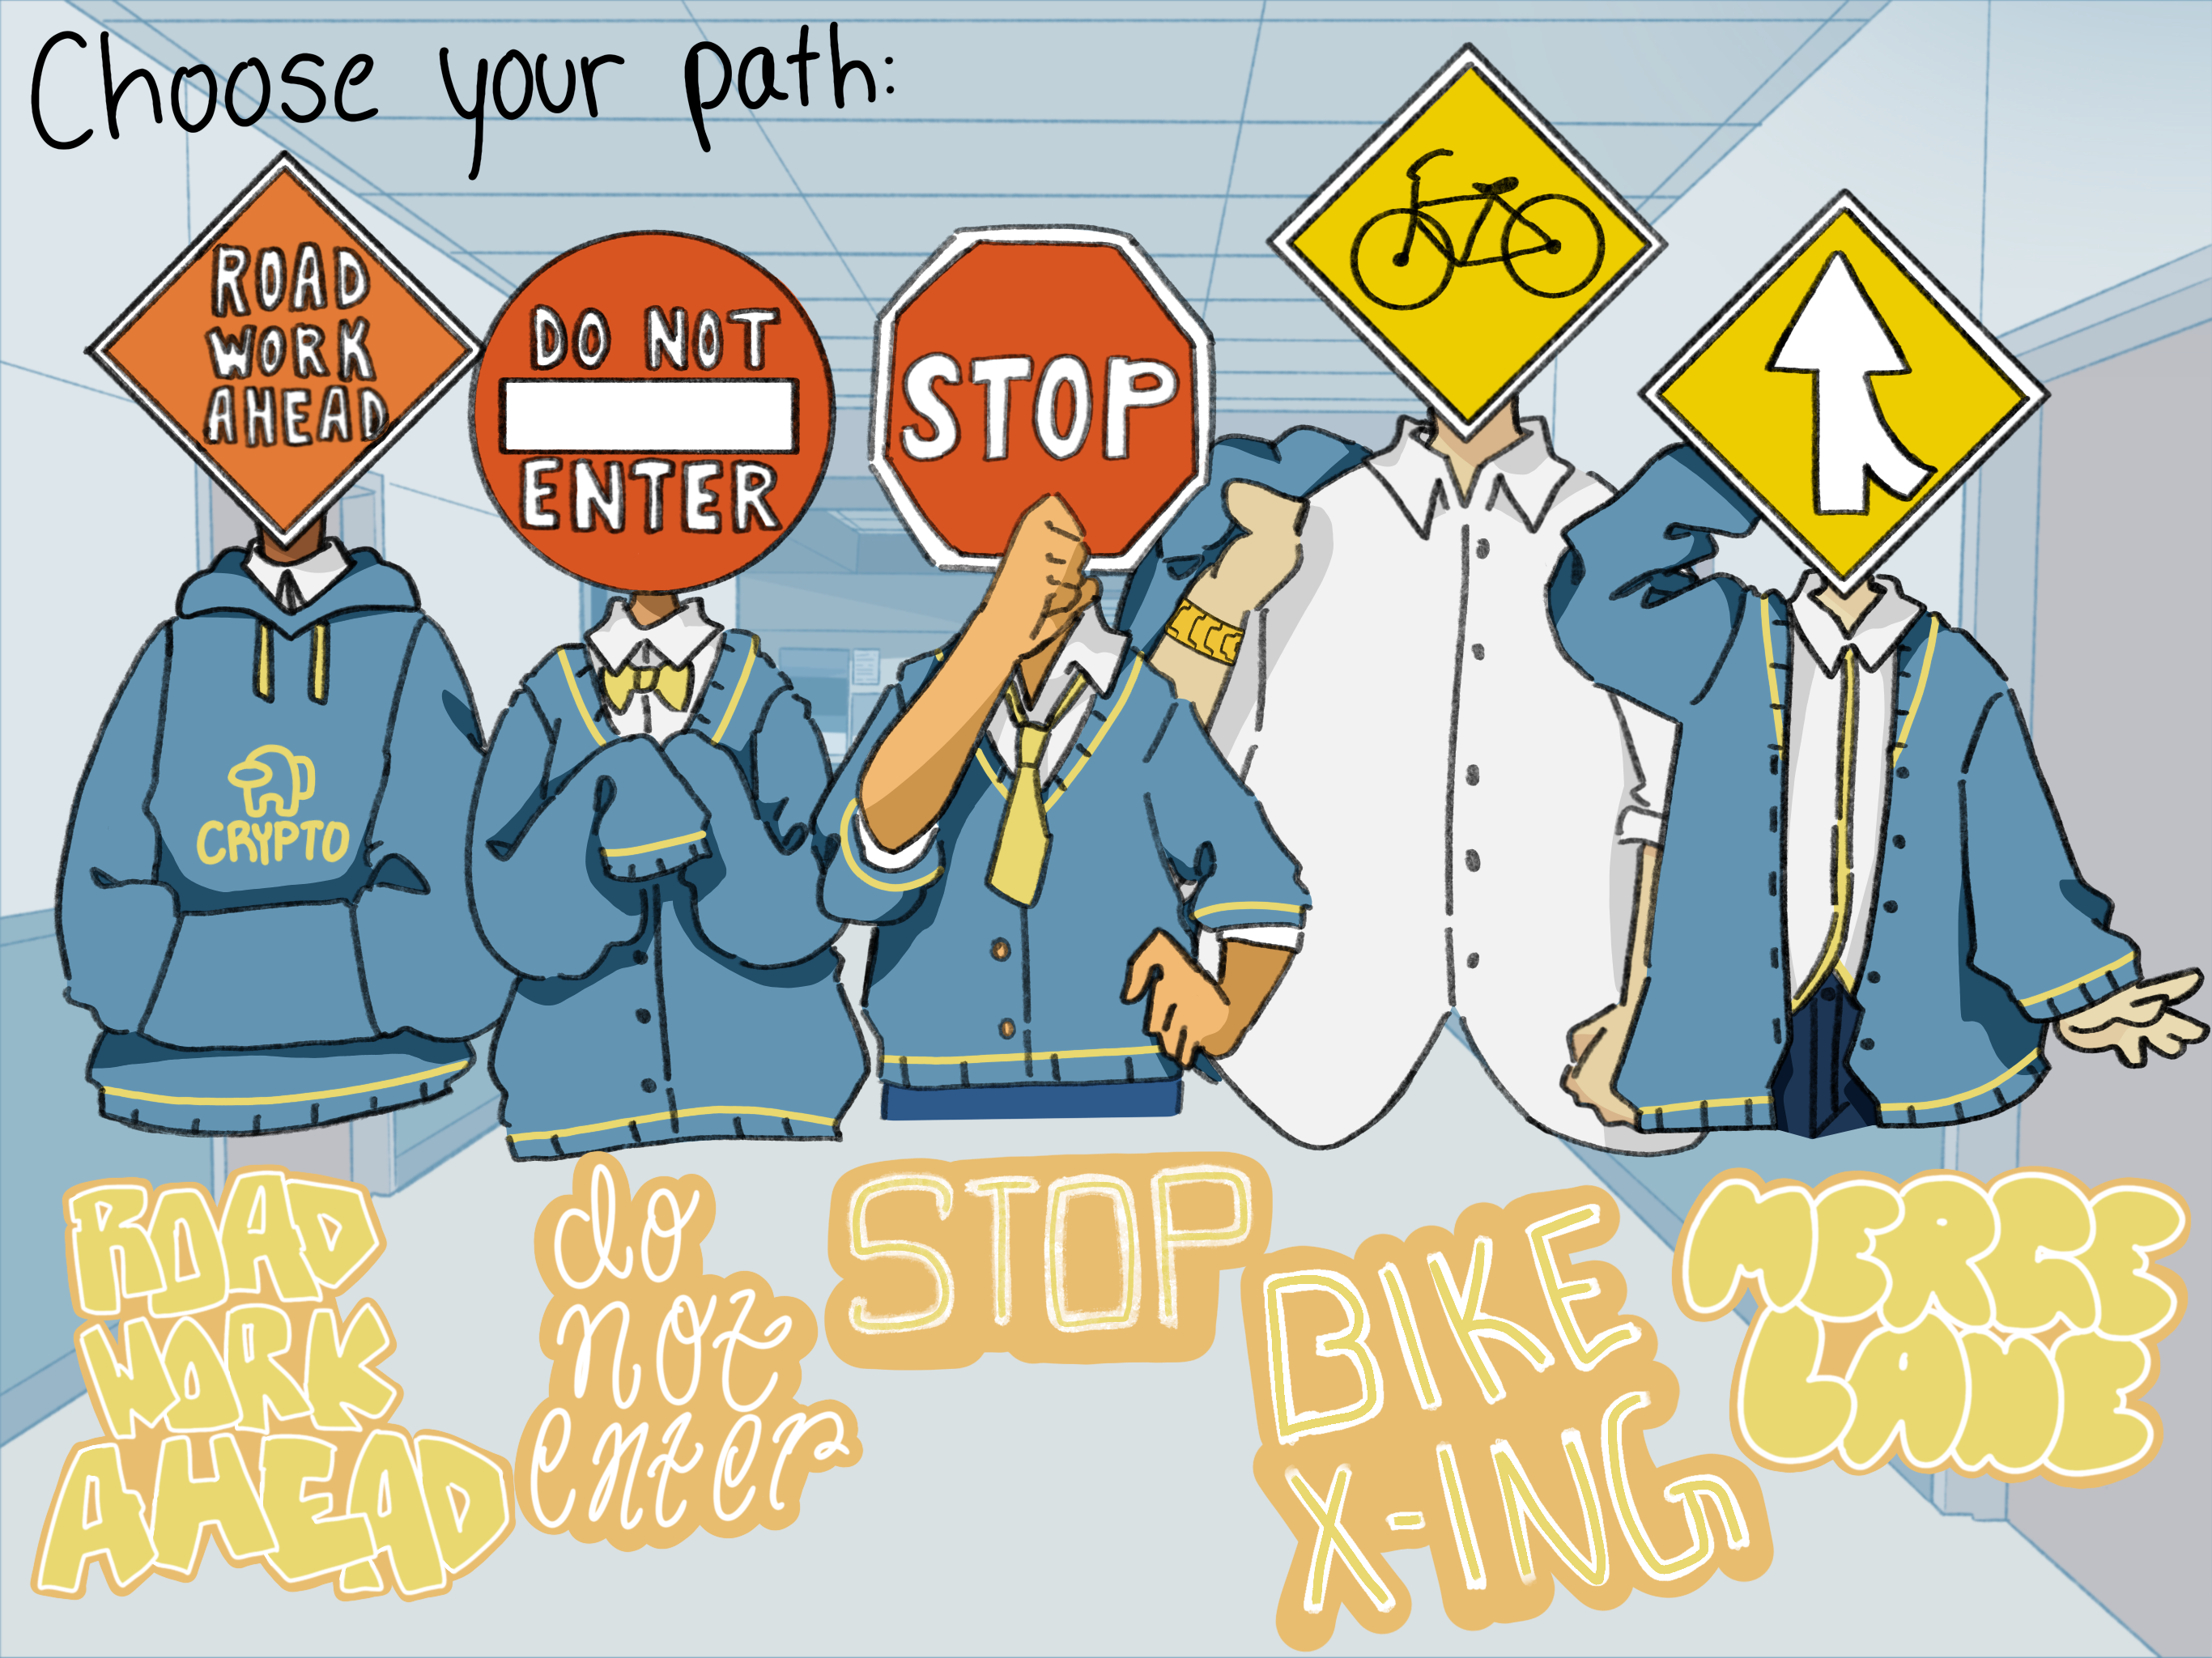 Choose your path:
ROAD
WORK
AHEAD
DO NOT
ENTER
STOP
CRYPTO
ROAD
WORK
AHEAD
do
not
enter
STOP
BIKE
X-ING
MERGE
LANE